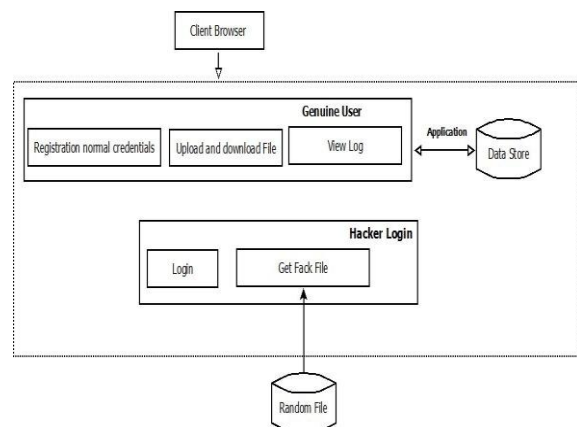 Client Browser
Genuine User
Registration normal credentials
Upload and download File
View Log
Application
Data Store
Hacker Login
Login
Get Fack File
Random File